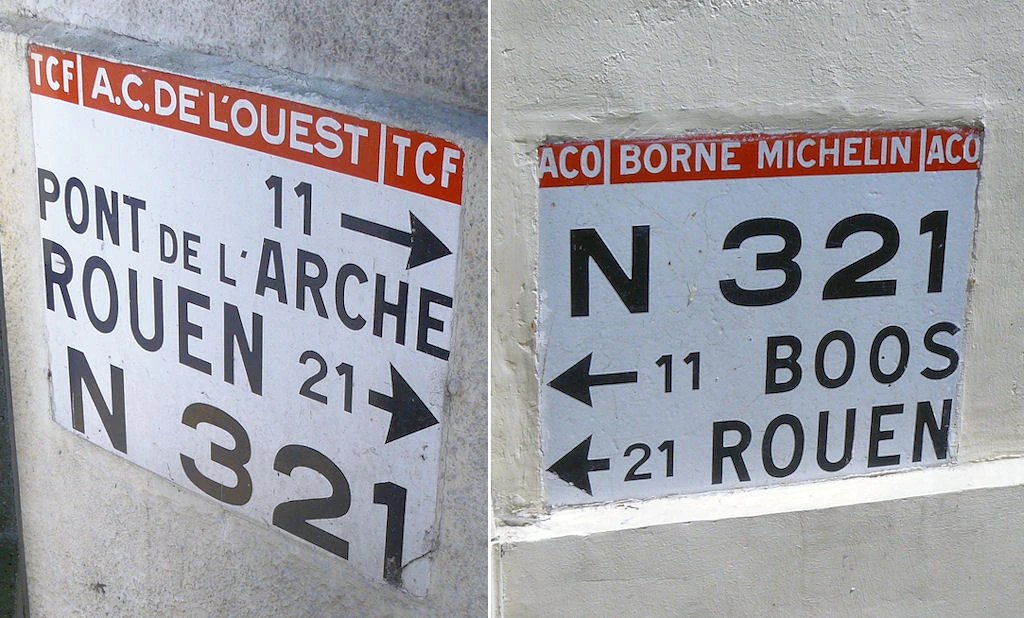 TCF A.C. DE L'OUEST TCF
11
PONT DE L'ARCHE
ROUEN 21
N 321
ACO BORNE MICHELIN ACO
N 321
11 BOOS
21 ROUEN